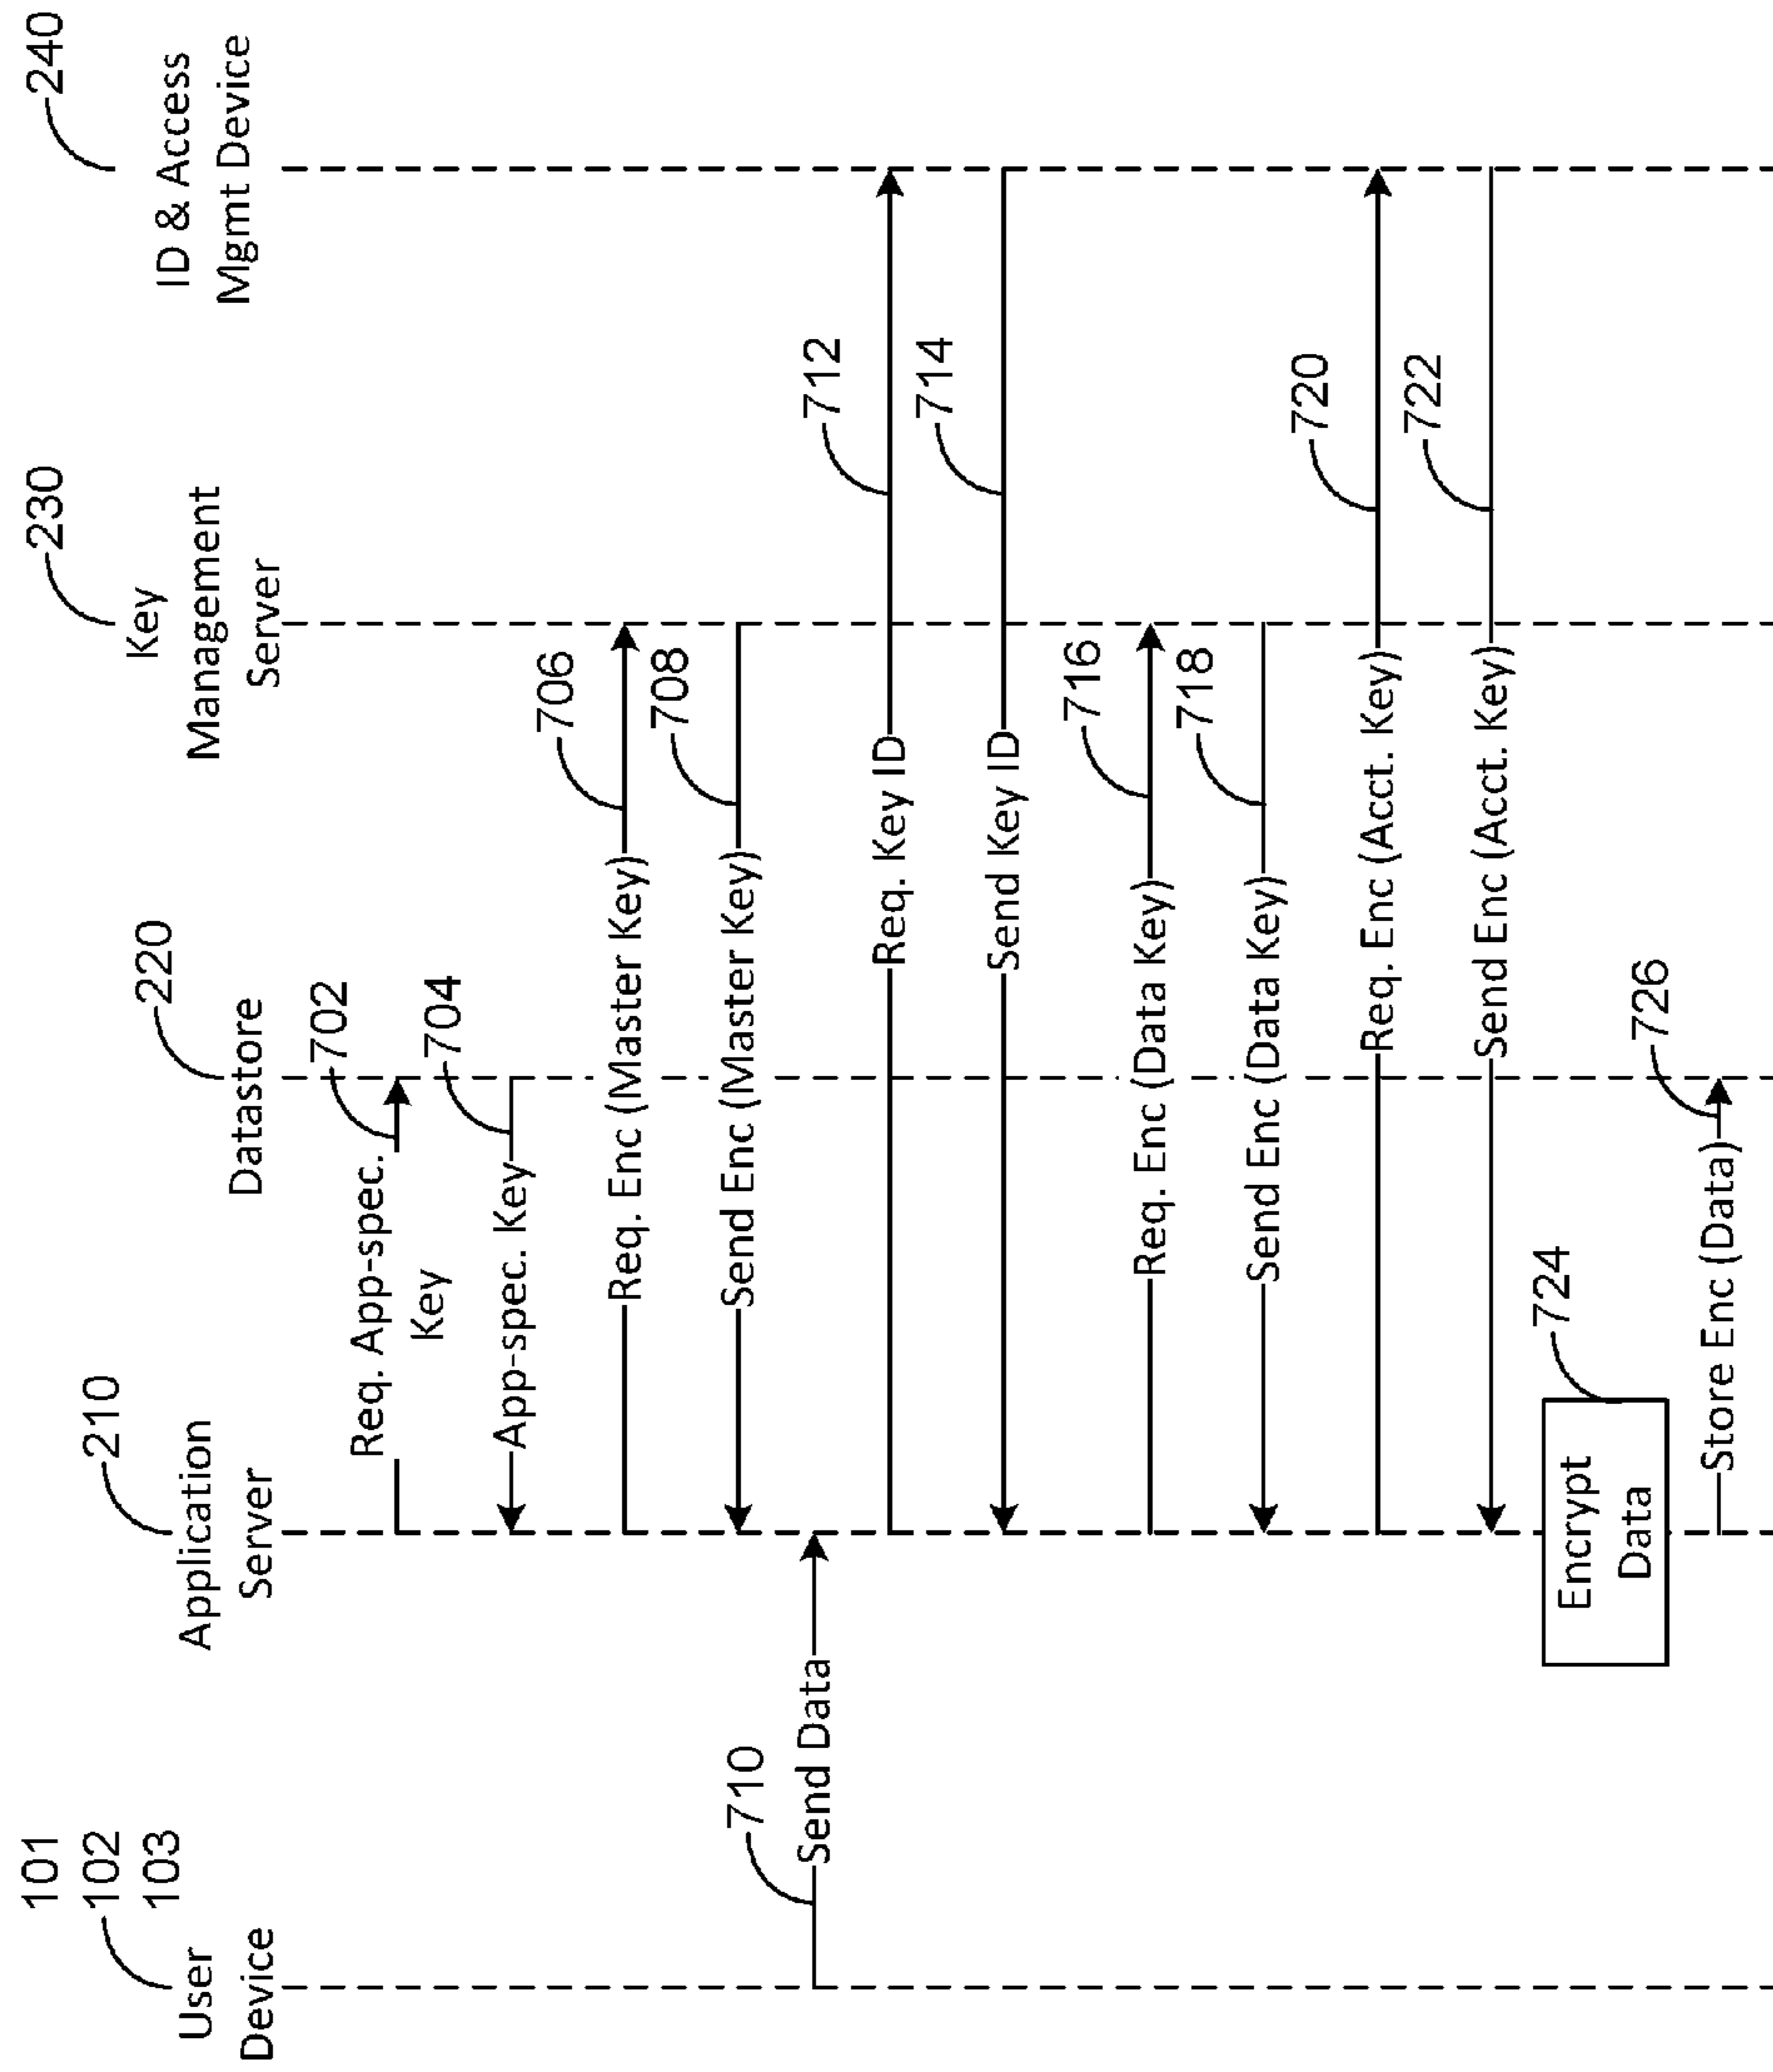 101
102
103
User
Device
210
Application
Server
220
Datastore
230
Key
Management
Server
240
ID & Access
Mgmt Device
702
Req. App-spec.
Key
704
App-spec. Key
706
Req. Enc (Master Key)
708
Send Enc (Master Key)
710
Send Data
712
Req. Key ID
714
Send Key ID
716
Req. Enc (Data Key)
718
Send Enc (Data Key)
720
Req. Enc (Acct. Key)
722
Send Enc (Acct. Key)
724
Encrypt
Data
726
Store Enc (Data)